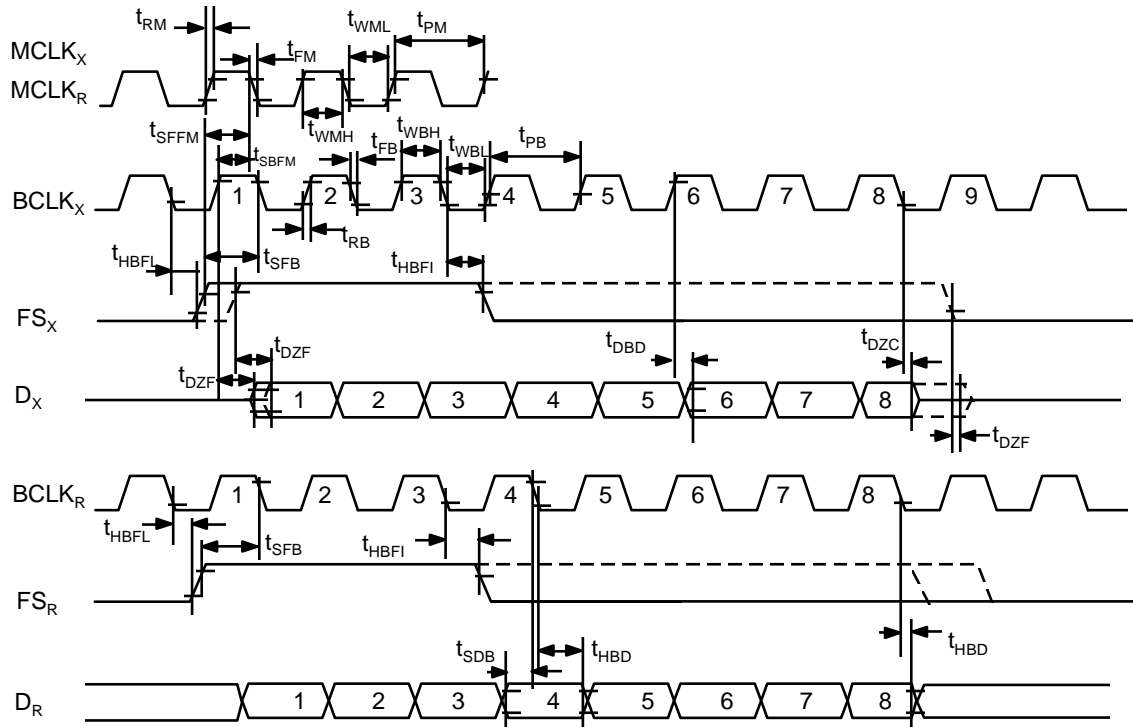 tRM
tWML
tPM
MCLKX
tFM
MCLKR
tSFFM
tWMH
tWBH
tPB
tSBFM
tFB
tWBL
BCLKX
1 2 3 4 5 6 7 8 9
tHBFL
tSFB
tRB
tHBFI
FSX
tDBD
tDZC
tDZF
tDZF
DX
1 2 3 4 5 6 7 8
tDZF
BCLKR
1 2 3 4 5 6 7 8
tHBFL
tSFB
tHBFI
FSR
tSDB
tHBD
tHBD
DR
1 2 3 4 5 6 7 8